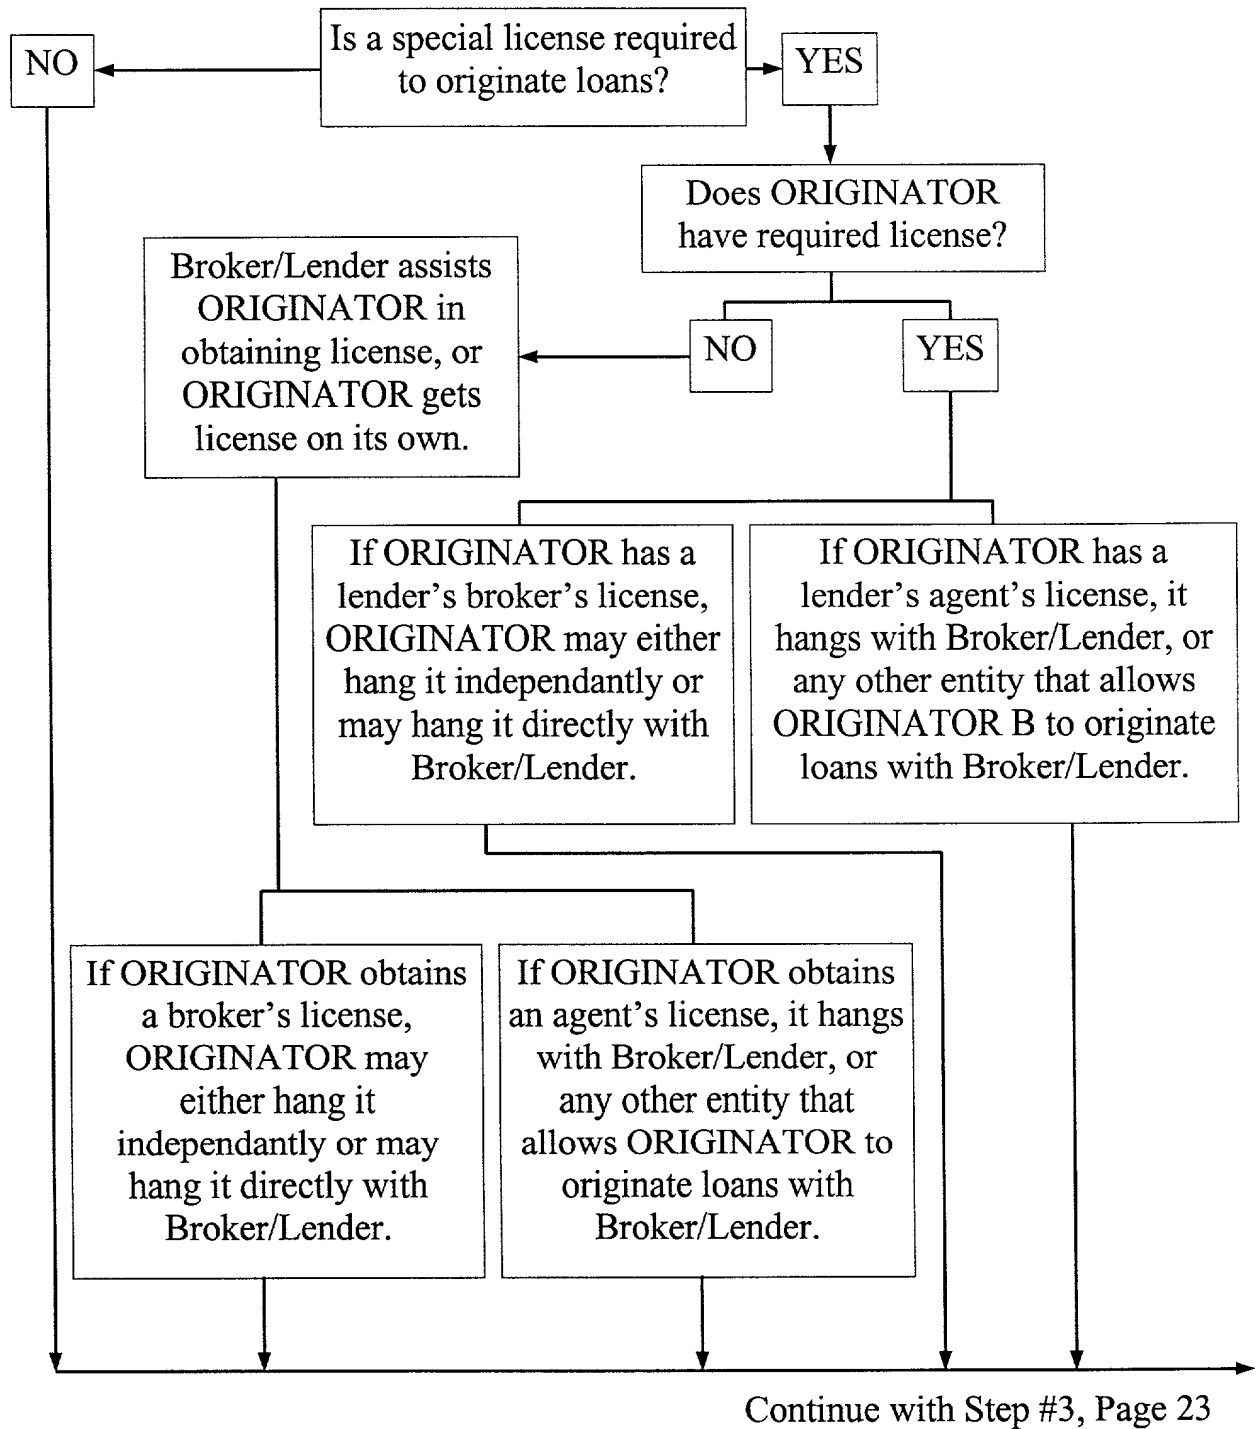 Is a special license required
to originate loans?
NO
YES
Does ORIGINATOR
have required license?
NO
YES
Broker/Lender assists
ORIGINATOR in
obtaining license, or
ORIGINATOR gets
license on its own.
If ORIGINATOR has a
lender's broker's license,
ORIGINATOR may either
hang it independantly or
may hang it directly with
Broker/Lender.
If ORIGINATOR has a
lender's agent's license, it
hangs with Broker/Lender, or
any other entity that allows
ORIGINATOR B to originate
loans with Broker/Lender.
If ORIGINATOR obtains
a broker's license,
ORIGINATOR may
either hang it
independantly or may
hang it directly with
Broker/Lender.
If ORIGINATOR obtains
an agent's license, it hangs
with Broker/Lender, or
any other entity that
allows ORIGINATOR to
originate loans with
Broker/Lender.
Continue with Step #3, Page 23